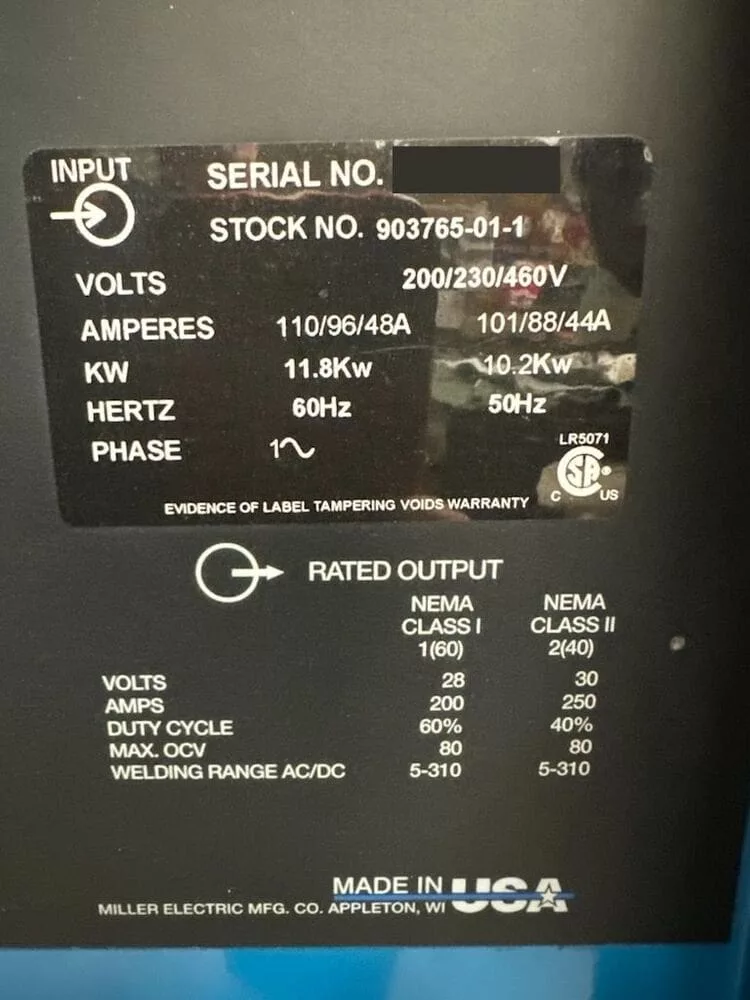 INPUT
SERIAL NO.
STOCK NO. 903765-01-1
VOLTS 200/230/460V
AMPERES 110/96/48A 101/88/44A
KW 11.8Kw 10.2Kw
HERTZ 60Hz 50Hz
PHASE 1
LR5071
C SA ® US
EVIDENCE OF LABEL TAMPERING VOIDS WARRANTY
RATED OUTPUT
NEMA NEMA
CLASS I CLASS II
1(60) 2(40)
VOLTS 28 30
AMPS 200 250
DUTY CYCLE 60% 40%
MAX. OCV 80 80
WELDING RANGE AC/DC 5-310 5-310
MADE IN USA
MILLER ELECTRIC MFG. CO. APPLETON, WI